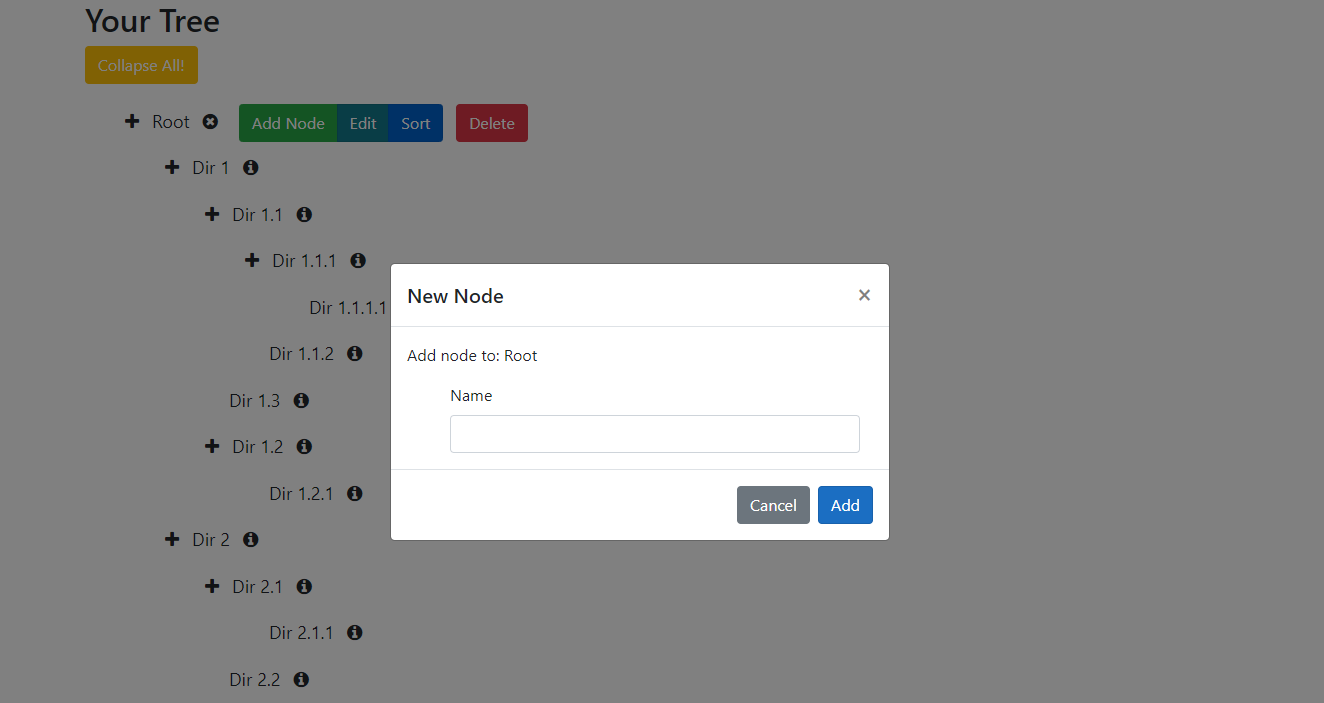 Your Tree
Collapse All!
Root Add Node Edit Sort Delete
Dir 1
Dir 1.1
Dir 1.1.1
Dir 1.1.1.1
Dir 1.1.2
Dir 1.3
Dir 1.2
Dir 1.2.1
Dir 2
Dir 2.1
Dir 2.1.1
Dir 2.2
New Node ×
Add node to: Root
Name
Cancel Add